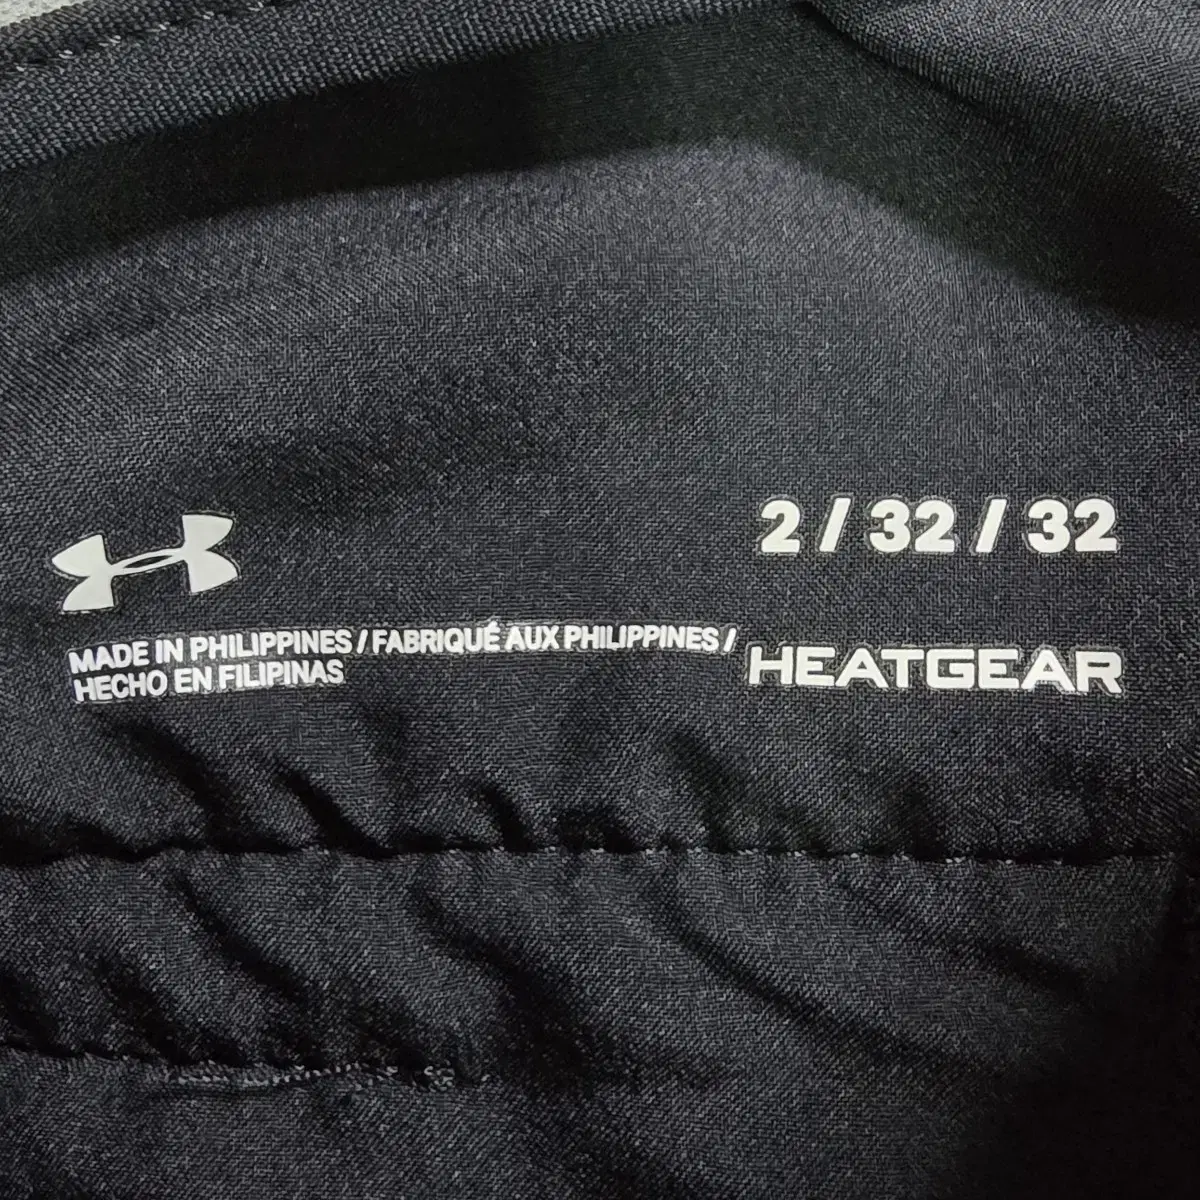 2 / 32 / 32
MADE IN PHILIPPINES / FABRIQUÉ AUX PHILIPPINES /
HECHO EN FILIPINAS
HEATGEAR